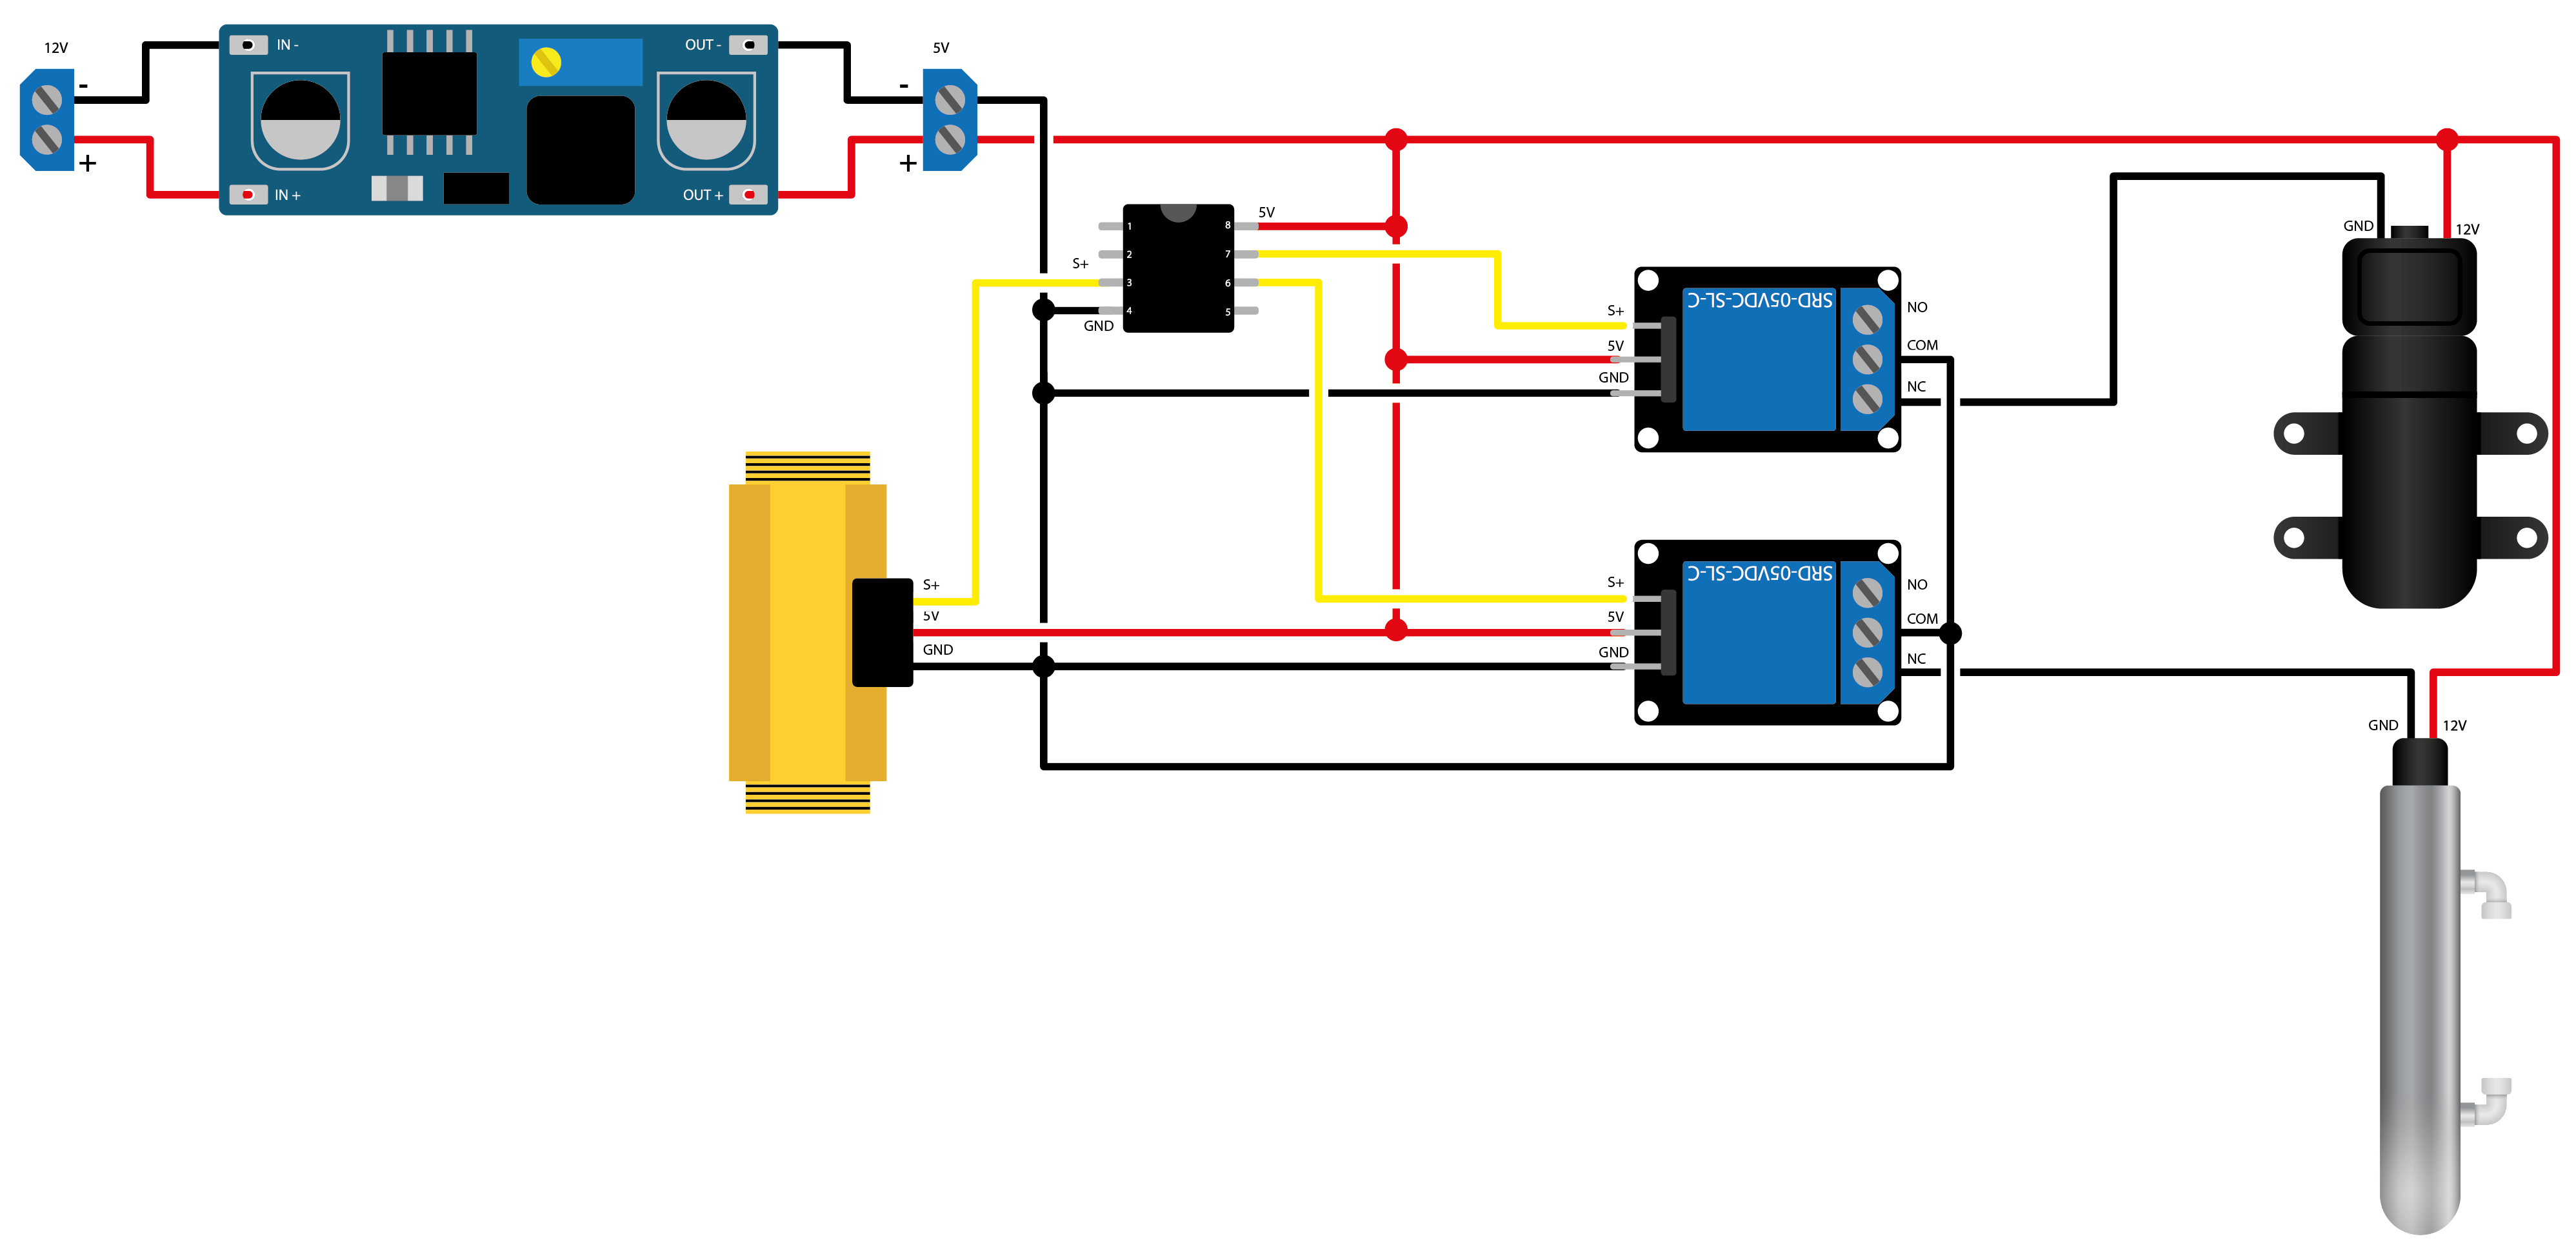 12V
-
+
IN -
IN +
OUT -
OUT +
5V
-
+
1
2
3
4
8
7
6
5
S+
GND
5V
S+
5V
GND
S+
5V
GND
SRD-05VDC-SL-C
NO
COM
NC
S+
5V
GND
SRD-05VDC-SL-C
NO
COM
NC
GND
12V
GND
12V